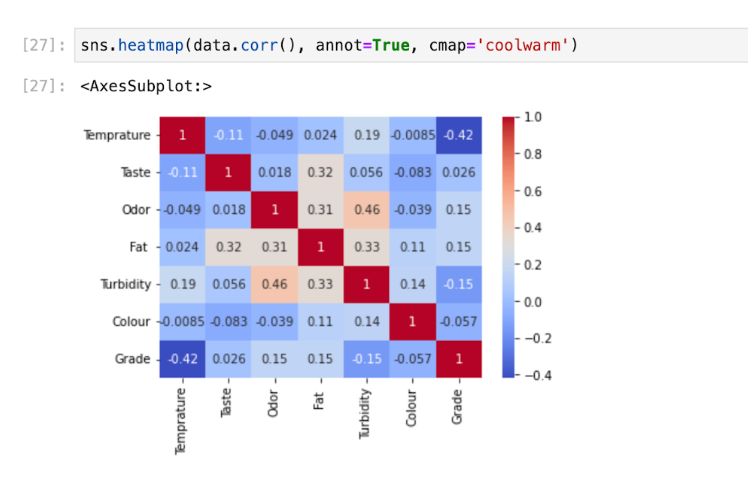 [27]: sns.heatmap(data.corr(), annot=True, cmap='coolwarm')
[27]: <AxesSubplot:>
Temprature 1 -0.11 -0.049 0.024 0.19 -0.0085 -0.42
Taste -0.11 1 0.018 0.32 0.056 -0.083 0.026
Odor -0.049 0.018 1 0.31 0.46 -0.039 0.15
Fat 0.024 0.32 0.31 1 0.33 0.11 0.15
Turbidity 0.19 0.056 0.46 0.33 1 0.14 -0.15
Colour -0.0085 -0.083 -0.039 0.11 0.14 1 -0.057
Grade -0.42 0.026 0.15 0.15 -0.15 -0.057 1
Temprature Taste Odor Fat Turbidity Colour Grade
1.0
0.8
0.6
0.4
0.2
0.0
−0.2
−0.4